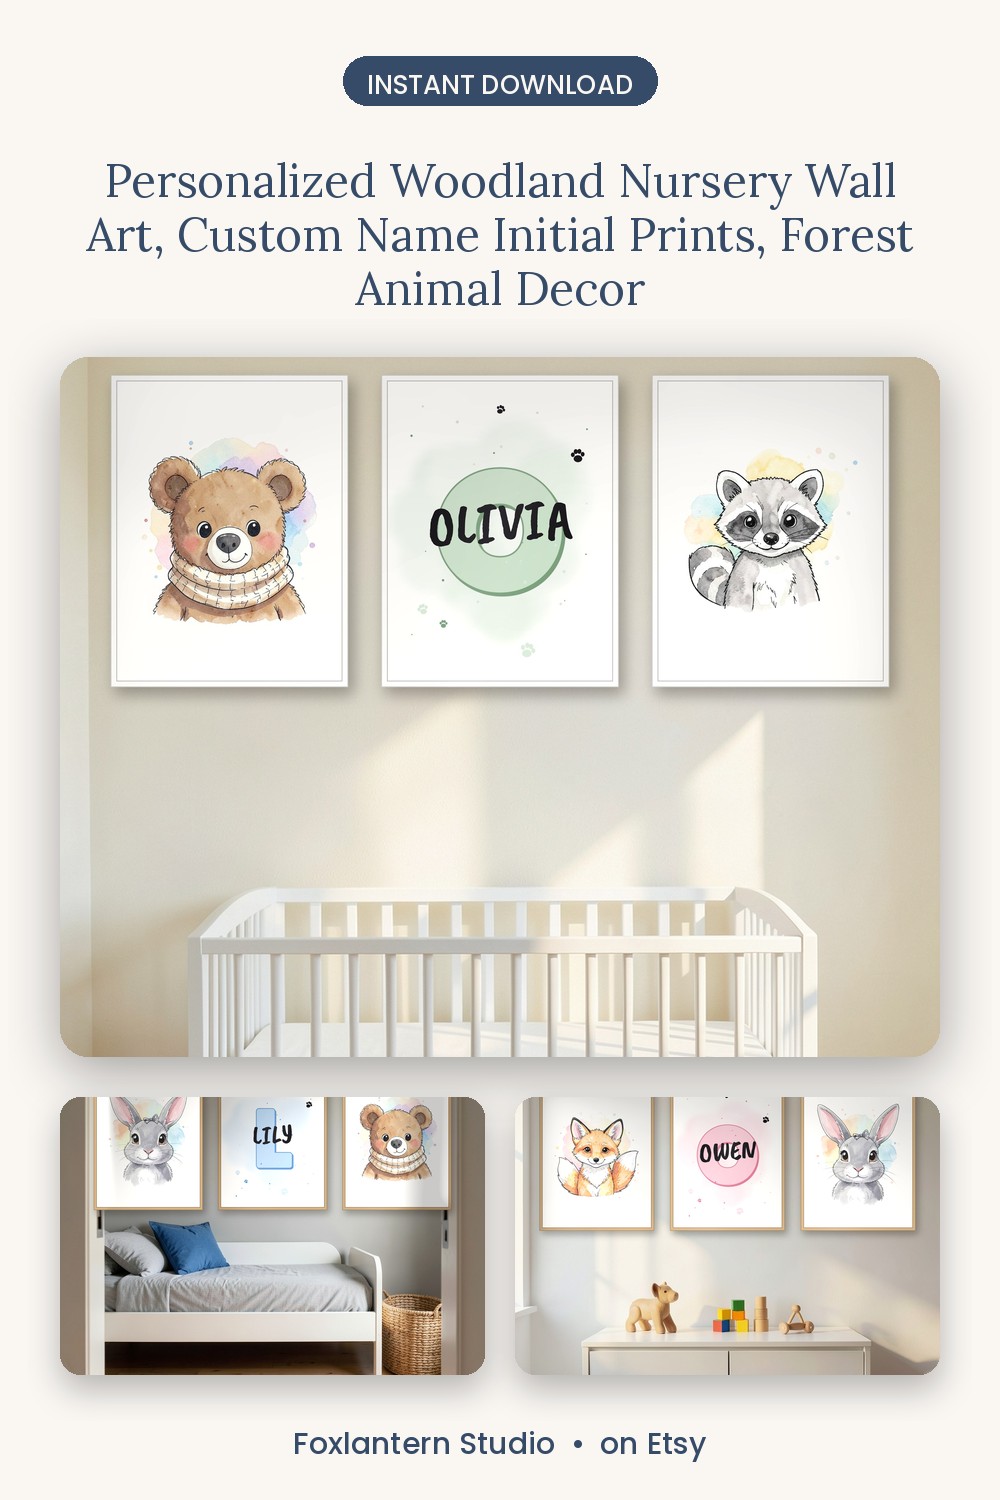 INSTANT DOWNLOAD
Personalized Woodland Nursery Wall
Art, Custom Name Initial Prints, Forest
Animal Decor
OLIVIA
LILY
OWEN
Foxlantern Studio • on Etsy